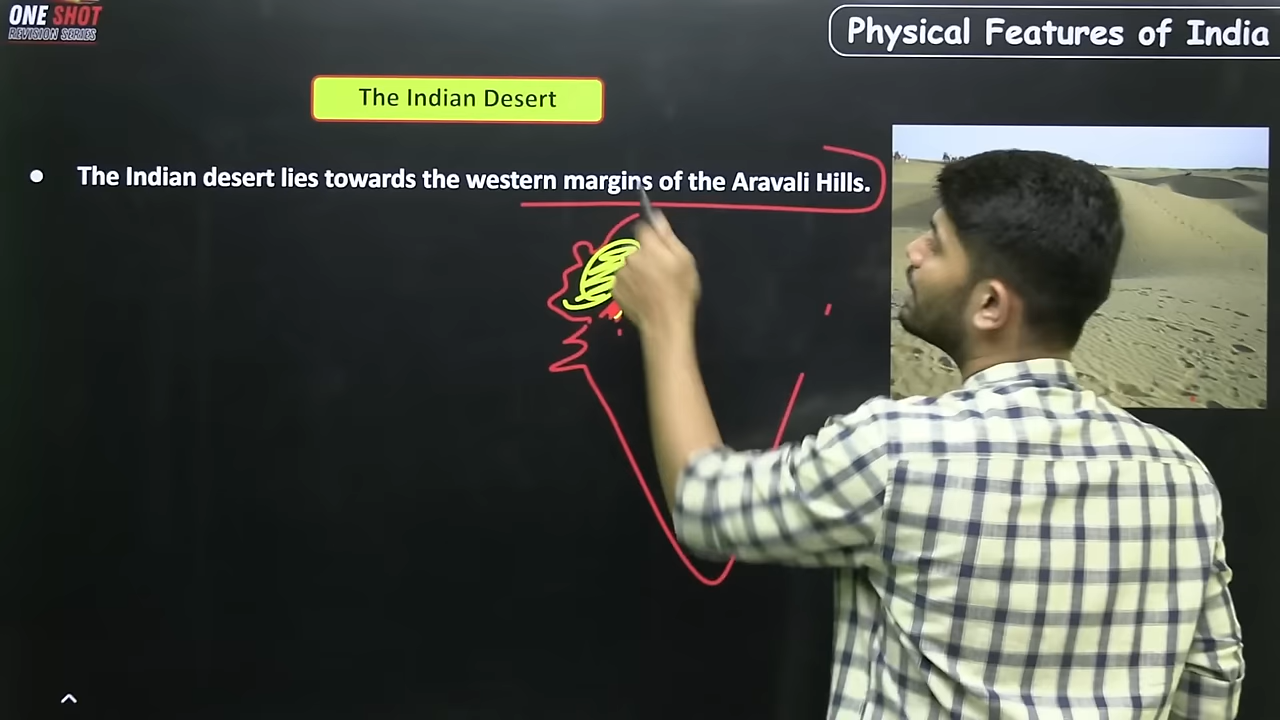 ONE SHOT
REVISION SERIES
Physical Features of India
The Indian Desert
• The Indian desert lies towards the western margins of the Aravali Hills.